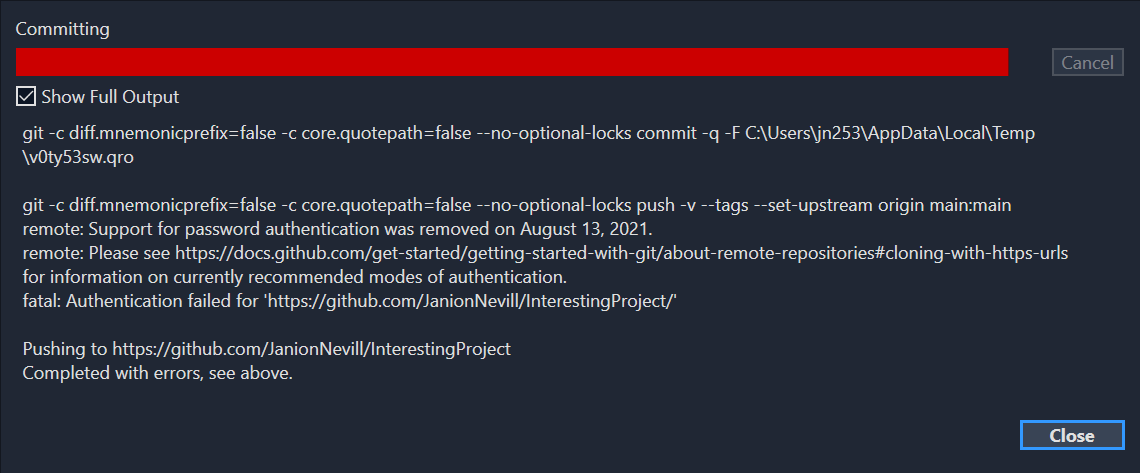 Committing
Cancel
Show Full Output
git -c diff.mnemonicprefix=false -c core.quotepath=false --no-optional-locks commit -q -F C:\Users\jn253\AppData\Local\Temp
\v0ty53sw.qro
git -c diff.mnemonicprefix=false -c core.quotepath=false --no-optional-locks push -v --tags --set-upstream origin main:main
remote: Support for password authentication was removed on August 13, 2021.
remote: Please see https://docs.github.com/get-started/getting-started-with-git/about-remote-repositories#cloning-with-https-urls
for information on currently recommended modes of authentication.
fatal: Authentication failed for 'https://github.com/JanionNevill/InterestingProject/'
Pushing to https://github.com/JanionNevill/InterestingProject
Completed with errors, see above.
Close